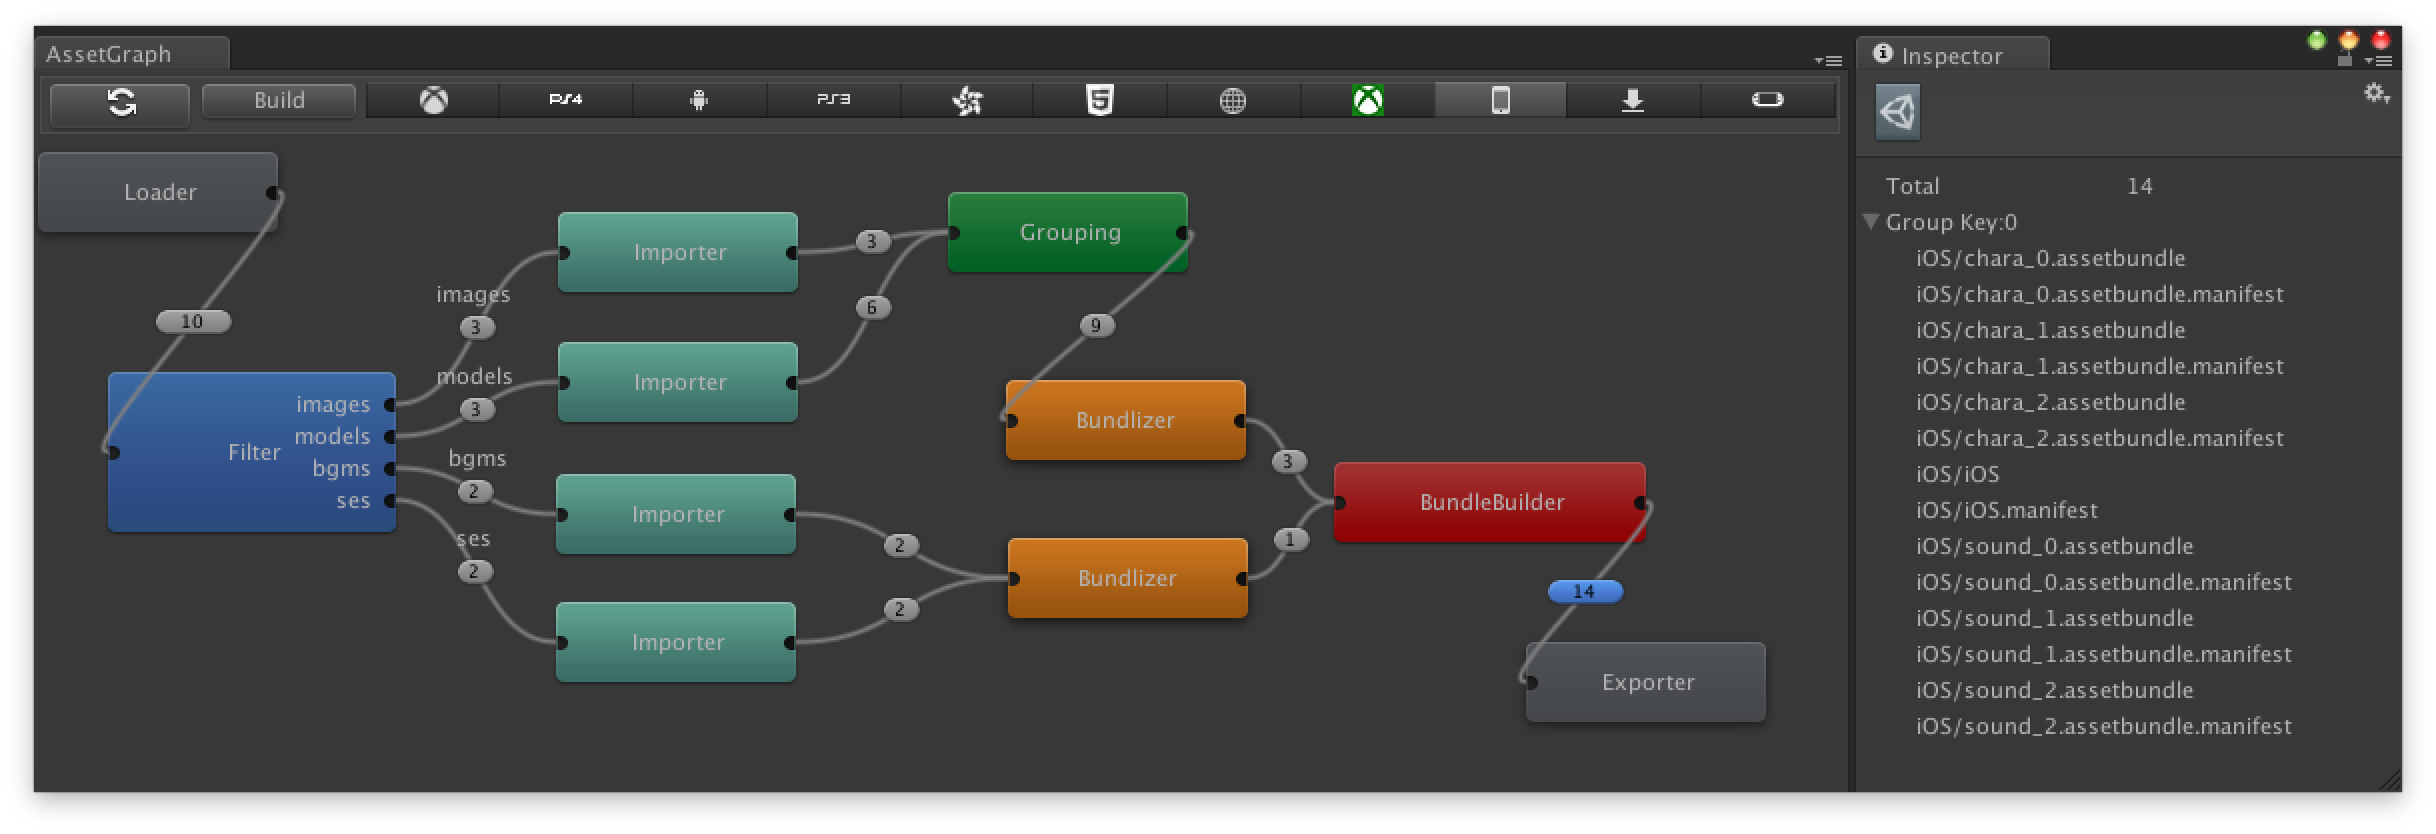 AssetGraph
Inspector
Build
PS4
PS3
5
Loader
10
Filter
images
models
bgms
ses
images
3
models
3
bgms
2
ses
2
Importer
Importer
Importer
Importer
3
6
2
2
Grouping
9
Bundlizer
Bundlizer
3
1
BundleBuilder
14
Exporter
Total 14
Group Key:0
iOS/chara_0.assetbundle
iOS/chara_0.assetbundle.manifest
iOS/chara_1.assetbundle
iOS/chara_1.assetbundle.manifest
iOS/chara_2.assetbundle
iOS/chara_2.assetbundle.manifest
iOS/iOS
iOS/iOS.manifest
iOS/sound_0.assetbundle
iOS/sound_0.assetbundle.manifest
iOS/sound_1.assetbundle
iOS/sound_1.assetbundle.manifest
iOS/sound_2.assetbundle
iOS/sound_2.assetbundle.manifest